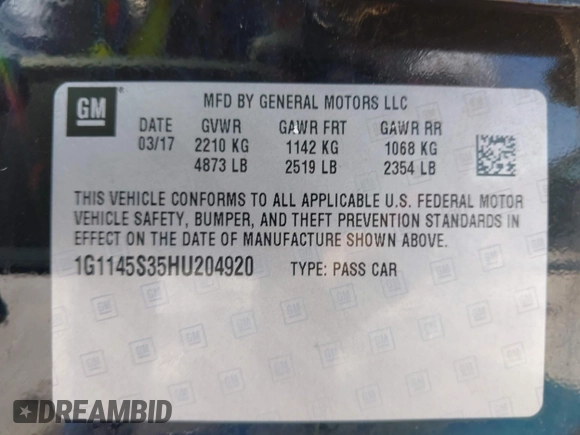 GM
MFD BY GENERAL MOTORS LLC
DATE GVWR GAWR FRT GAWR RR
03/17 2210 KG 1142 KG 1068 KG
4873 LB 2519 LB 2354 LB
THIS VEHICLE CONFORMS TO ALL APPLICABLE U.S. FEDERAL MOTOR
VEHICLE SAFETY, BUMPER, AND THEFT PREVENTION STANDARDS IN
EFFECT ON THE DATE OF MANUFACTURE SHOWN ABOVE.
1G1145S35HU204920 TYPE: PASS CAR
DREAMBID